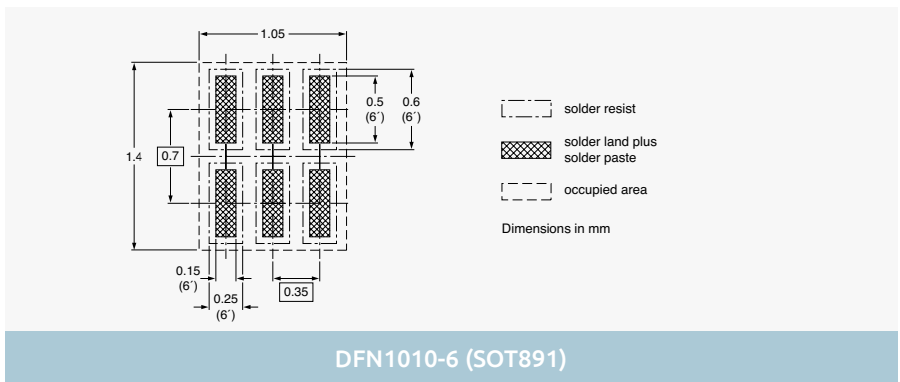 1.05
0.5
(6´)
0.6
(6´)
1.4
0.7
0.15
(6´)
0.25
(6´)
0.35
solder resist
solder land plus
solder paste
occupied area
Dimensions in mm
DFN1010-6 (SOT891)